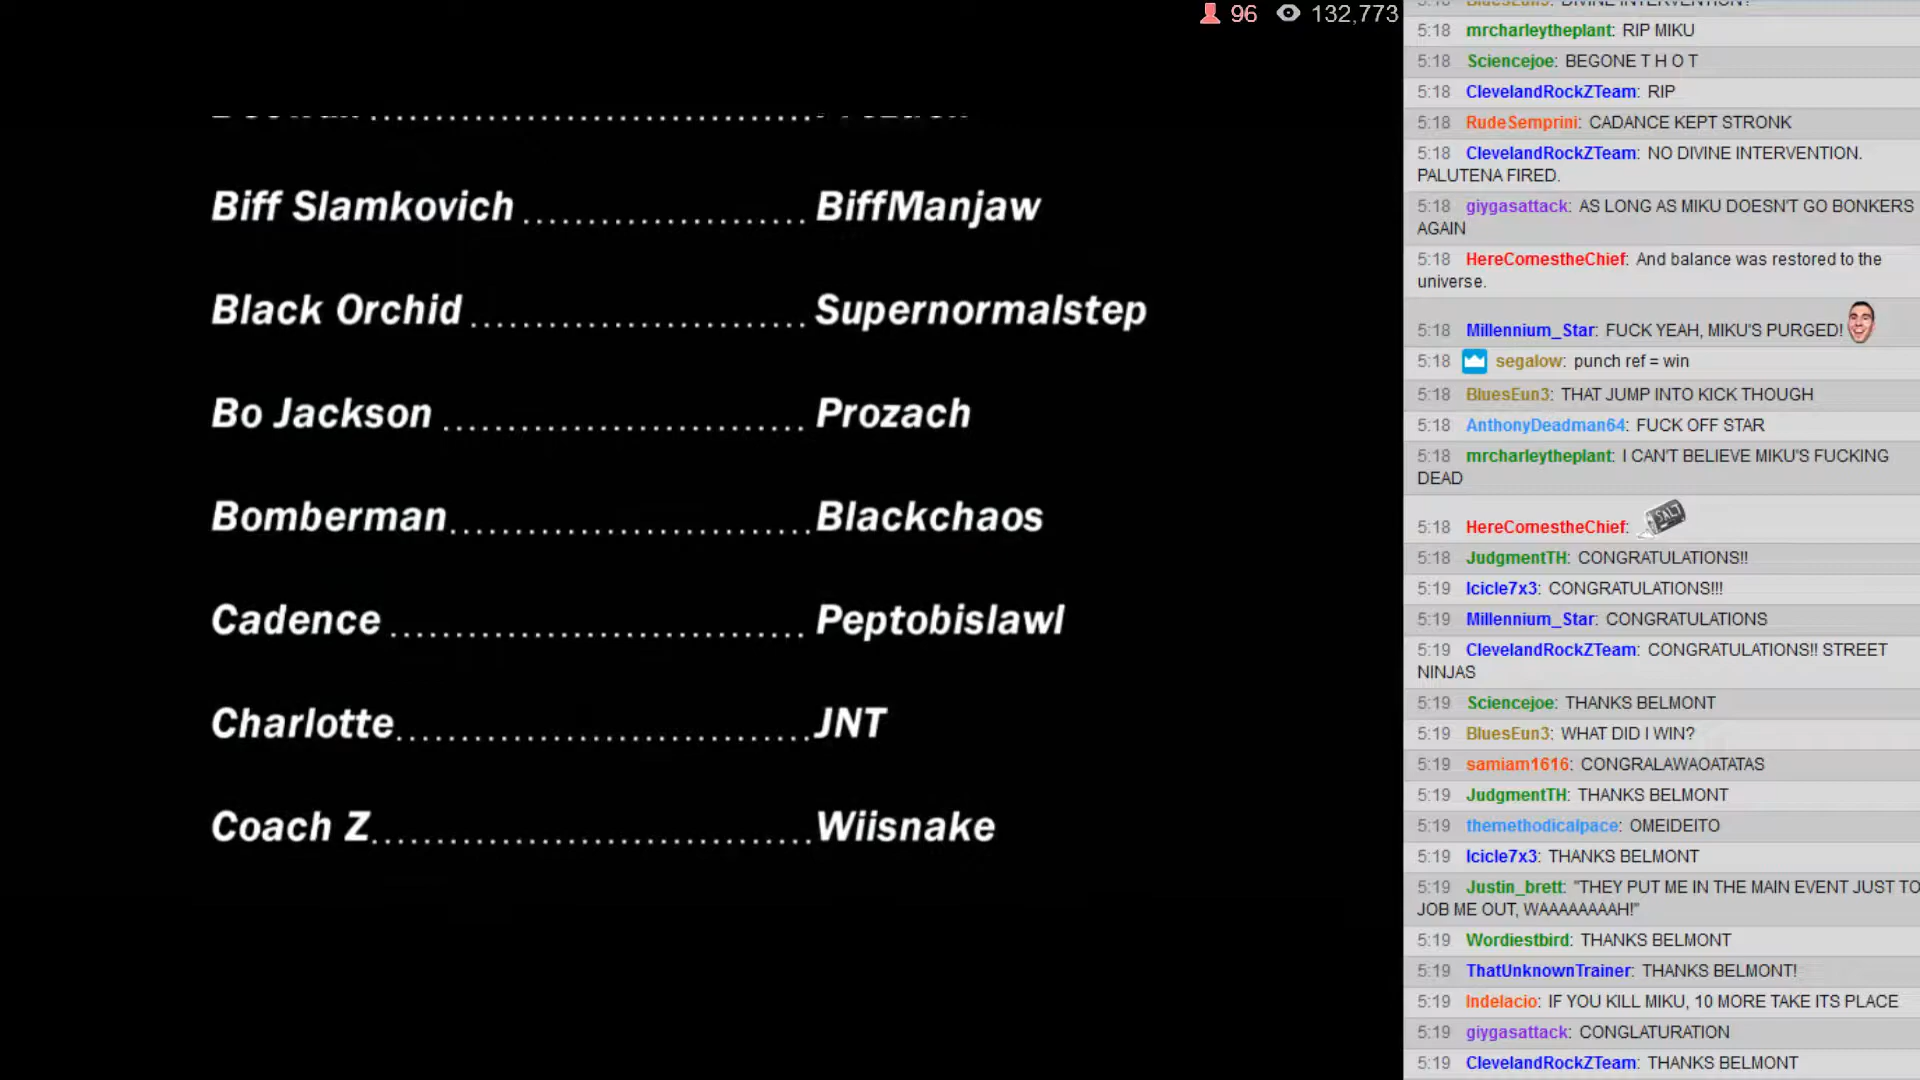 96 132,773
Biff Slamkovich ..................... BiffManjaw
Black Orchid ......................... Supernormalstep
Bo Jackson ........................... Prozach
Bomberman........................... Blackchaos
Cadence ............................... Peptobislawl
Charlotte............................... JNT
Coach Z................................. Wiisnake
5:18 BluesEun3: DIVINE INTERVENTION?
5:18 mrcharleytheplant: RIP MIKU
5:18 Sciencejoe: BEGONE T H O T
5:18 ClevelandRockZTeam: RIP
5:18 RudeSemprini: CADANCE KEPT STRONK
5:18 ClevelandRockZTeam: NO DIVINE INTERVENTION.
PALUTENA FIRED.
5:18 giygasattack: AS LONG AS MIKU DOESN'T GO BONKERS
AGAIN
5:18 HereComestheChief: And balance was restored to the
universe.
5:18 Millennium_Star: FUCK YEAH, MIKU'S PURGED!
5:18 segalow: punch ref = win
5:18 BluesEun3: THAT JUMP INTO KICK THOUGH
5:18 AnthonyDeadman64: FUCK OFF STAR
5:18 mrcharleytheplant: I CAN'T BELIEVE MIKU'S FUCKING
DEAD
SALT
5:18 HereComestheChief:
5:18 JudgmentTH: CONGRATULATIONS!!
5:19 Icicle7x3: CONGRATULATIONS!!!
5:19 Millennium_Star: CONGRATULATIONS
5:19 ClevelandRockZTeam: CONGRATULATIONS!! STREET
NINJAS
5:19 Sciencejoe: THANKS BELMONT
5:19 BluesEun3: WHAT DID I WIN?
5:19 samiam1616: CONGRALAWAOATATAS
5:19 JudgmentTH: THANKS BELMONT
5:19 themethodicalpace: OMEIDEITO
5:19 Icicle7x3: THANKS BELMONT
5:19 Justin_brett: "THEY PUT ME IN THE MAIN EVENT JUST TO
JOB ME OUT, WAAAAAAAAH!"
5:19 Wordiestbird: THANKS BELMONT
5:19 ThatUnknownTrainer: THANKS BELMONT!
5:19 Indelacio: IF YOU KILL MIKU, 10 MORE TAKE ITS PLACE
5:19 giygasattack: CONGLATURATION
5:19 ClevelandRockZTeam: THANKS BELMONT